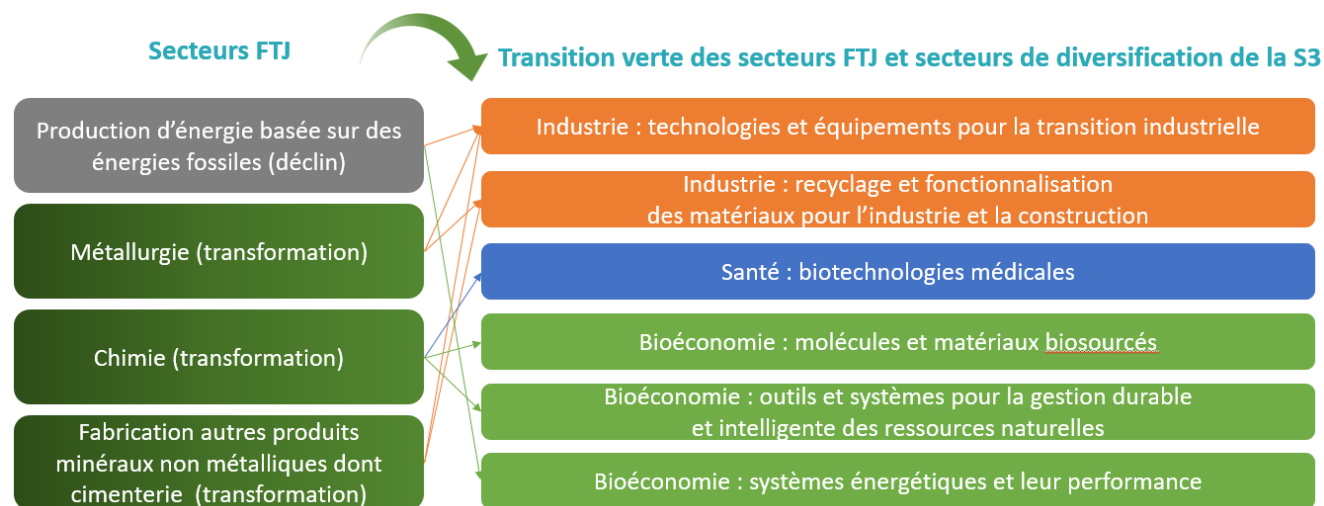 Secteurs FTJ
Transition verte des secteurs FTJ et secteurs de diversification de la S3
Production d’énergie basée sur des
énergies fossiles (déclin)
Métallurgie (transformation)
Chimie (transformation)
Fabrication autres produits
minéraux non métalliques dont
cimenterie (transformation)
Industrie : technologies et équipements pour la transition industrielle
Industrie : recyclage et fonctionnalisation
des matériaux pour l’industrie et la construction
Santé : biotechnologies médicales
Bioéconomie : molécules et matériaux biosourcés
Bioéconomie : outils et systèmes pour la gestion durable
et intelligente des ressources naturelles
Bioéconomie : systèmes énergétiques et leur performance